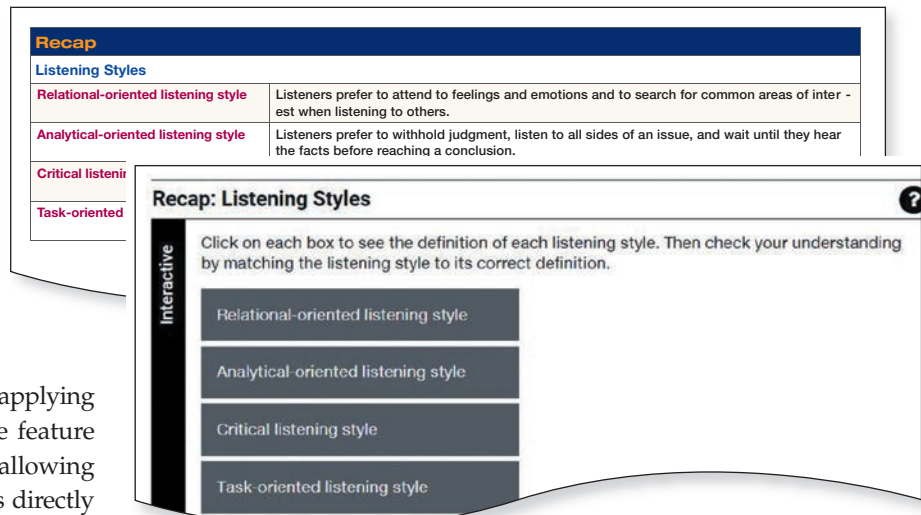 Recap
Listening Styles
Relational-oriented listening style
Listeners prefer to attend to feelings and emotions and to search for common areas of inter -
est when listening to others.
Analytical-oriented listening style
Listeners prefer to withhold judgment, listen to all sides of an issue, and wait until they hear
the facts before reaching a conclusion.
Critical
Task-oriented
Recap: Listening Styles
?
Interactive
Click on each box to see the definition of each listening style. Then check your understanding
by matching the listening style to its correct definition.
Relational-oriented listening style
Analytical-oriented listening style
Critical listening style
Task-oriented listening style
applying
feature
allowing
directly